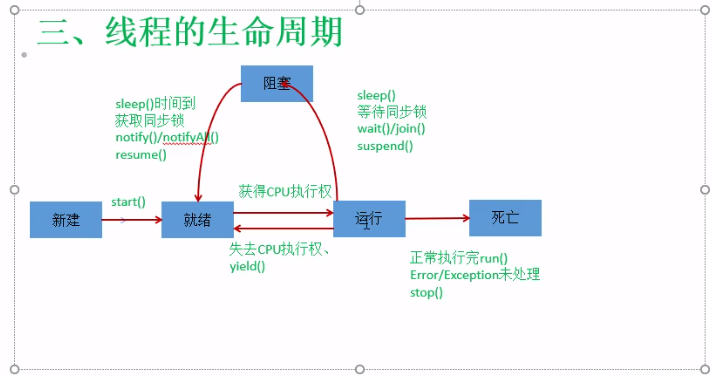 三、线程的生命周期
阻塞
sleep()时间到
获取同步锁
notify()/notifyAll()
resume()
sleep()
等待同步锁
wait()/join()
suspend()
新建
start()
就绪
获得CPU执行权
失去CPU执行权、
yield()
运行
死亡
正常执行完run()
Error/Exception未处理
stop()